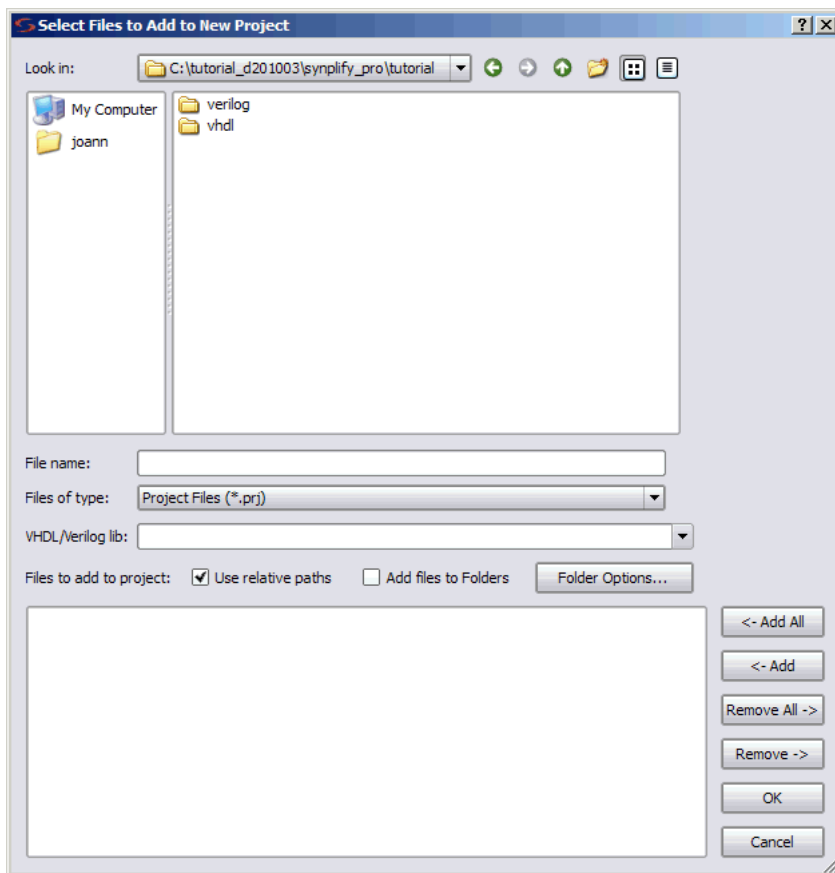 Select Files to Add to New Project
Look in: C:\tutorial_d201003\synplify_pro\tutorial
My Computer
joann
verilog
vhdl
File name:
Files of type: Project Files (*.prj)
VHDL/Verilog lib:
Files to add to project: Use relative paths Add files to Folders Folder Options...
<- Add All
<- Add
Remove All ->
Remove ->
OK
Cancel